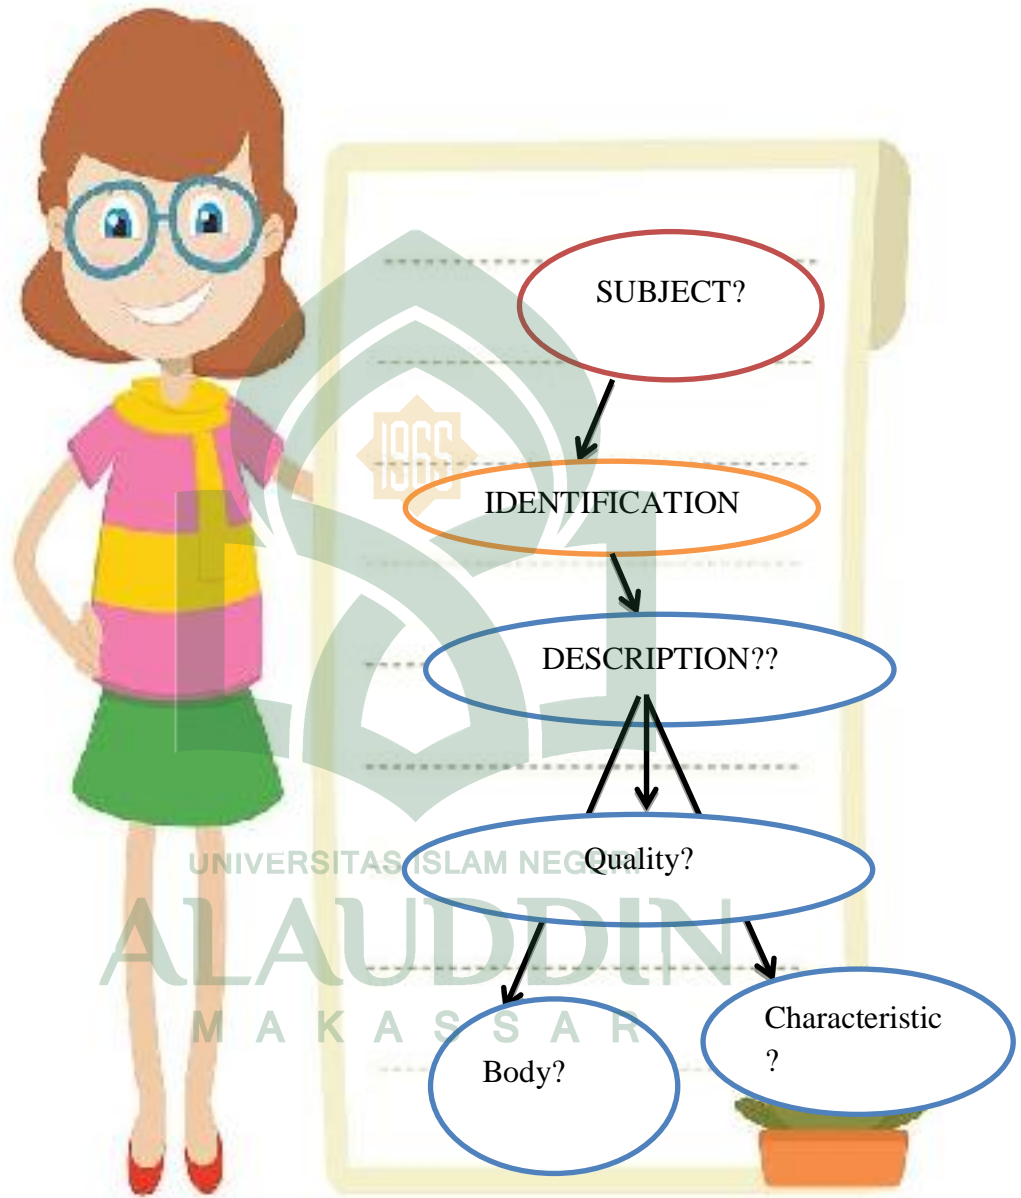 SUBJECT?
1965
IDENTIFICATION
DESCRIPTION??
Quality?
UNIVERSITAS ISLAM NEGERI
ALAUDDIN
MAKASSAR
Characteristic
?
Body?